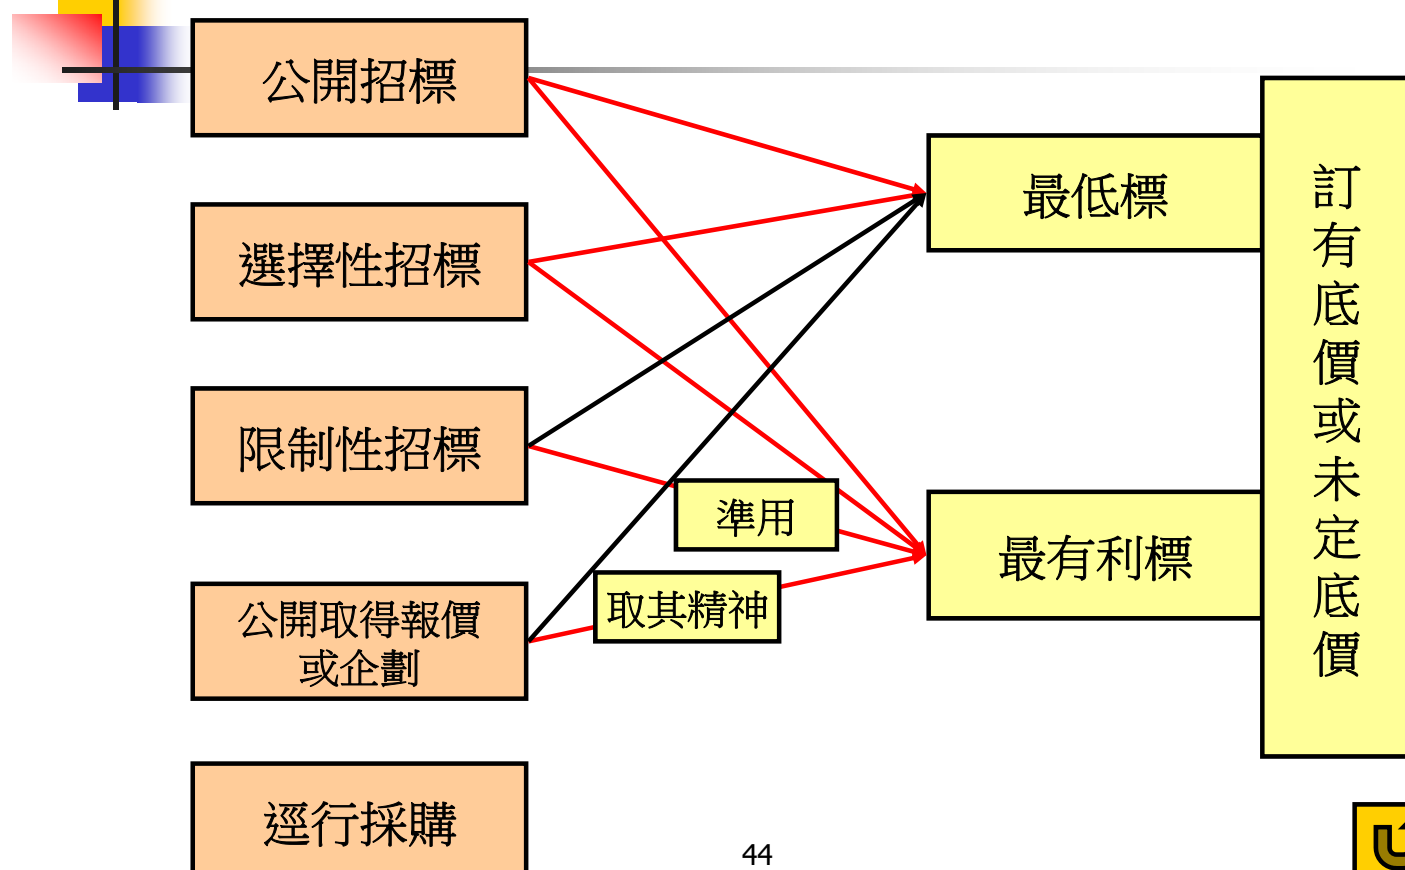 公開招標
選擇性招標
限制性招標
公開取得報價
或企劃
逕行採購
準用
取其精神
最低標
最有利標
訂有底價或未定底價
44